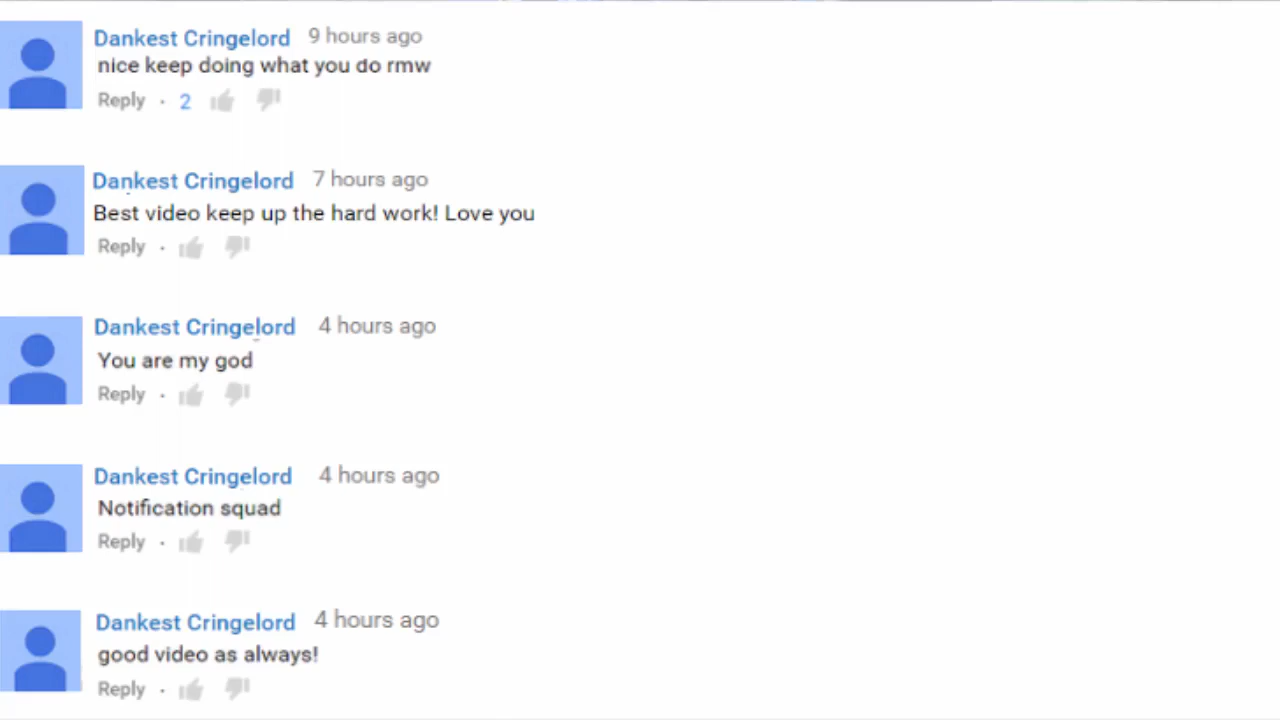 Dankest Cringelord 9 hours ago
nice keep doing what you do rmw
Reply · 2
Dankest Cringelord 7 hours ago
Best video keep up the hard work! Love you
Reply ·
Dankest Cringelord 4 hours ago
You are my god
Reply ·
Dankest Cringelord 4 hours ago
Notification squad
Reply ·
Dankest Cringelord 4 hours ago
good video as always!
Reply ·